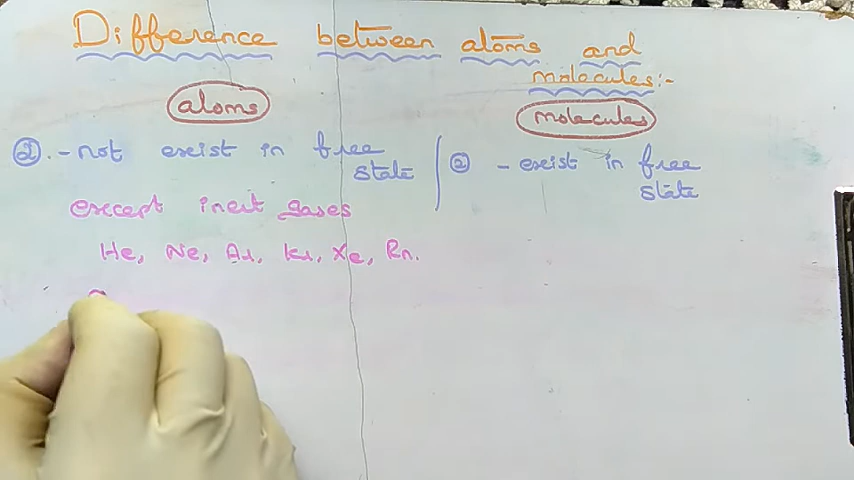 Difference between atoms and
molecules:-
atoms
molecules
②. - not exist in free
state
② - exist in free
state
except inert gases
He, Ne, Ar, Kr, Xe, Rn.